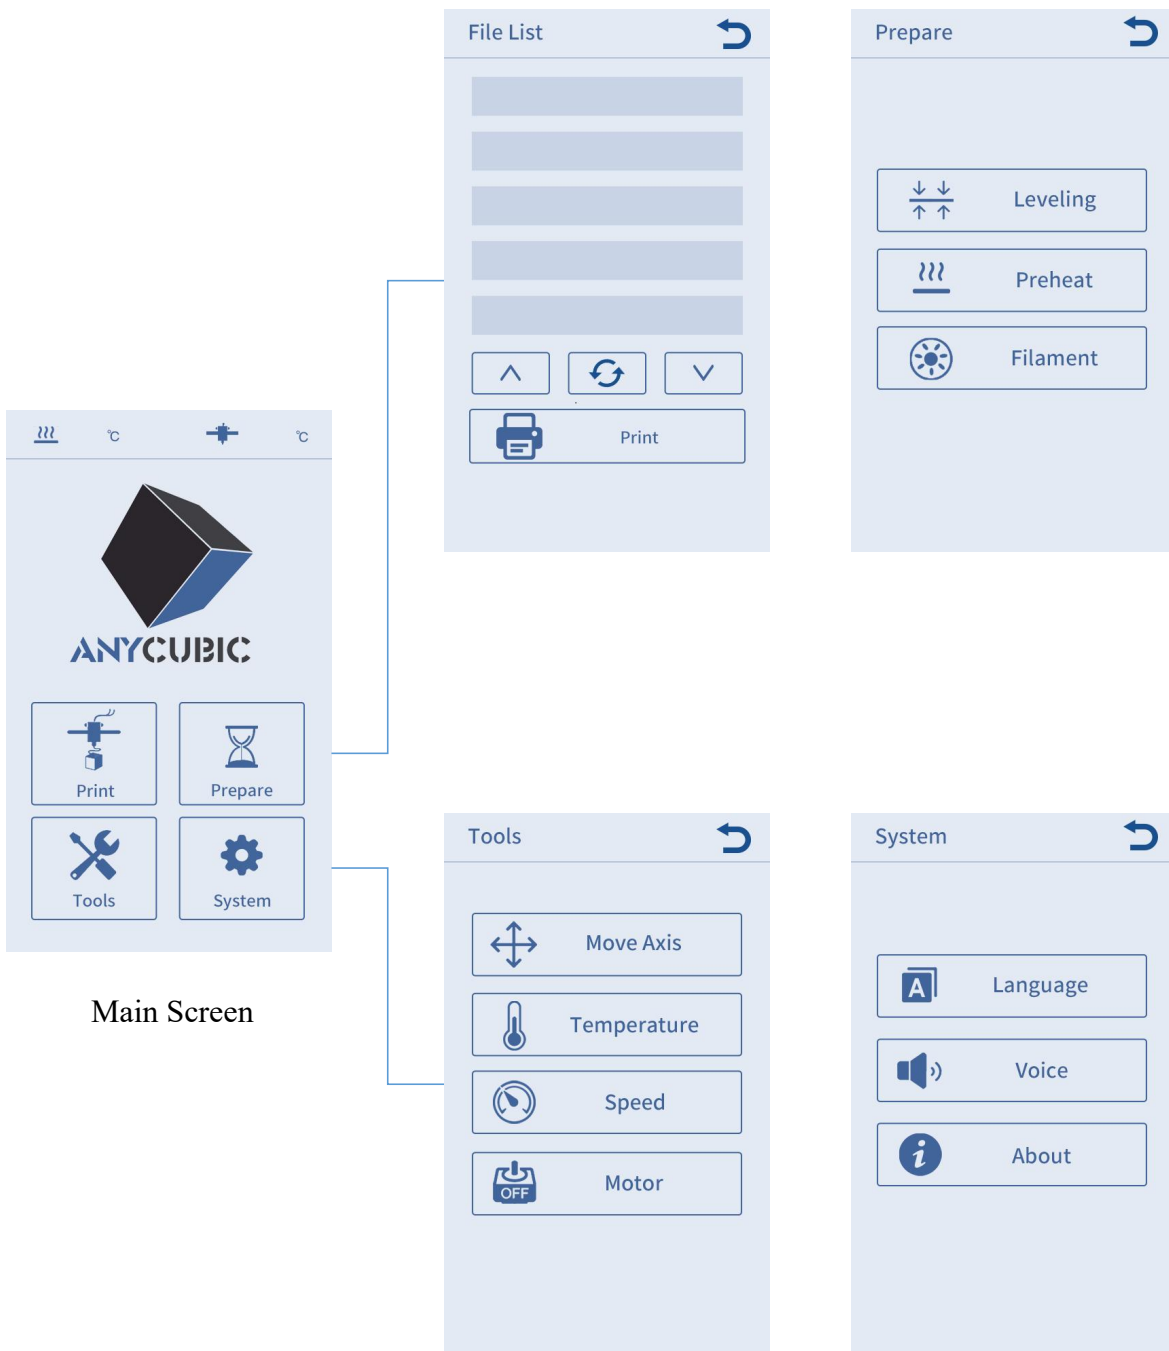 File List
Print
Prepare
Leveling
Preheat
Filament
℃
℃
ANYCUBIC
Print
Prepare
Tools
System
Main Screen
Tools
Move Axis
Temperature
Speed
OFF
Motor
System
A
Language
Voice
i
About